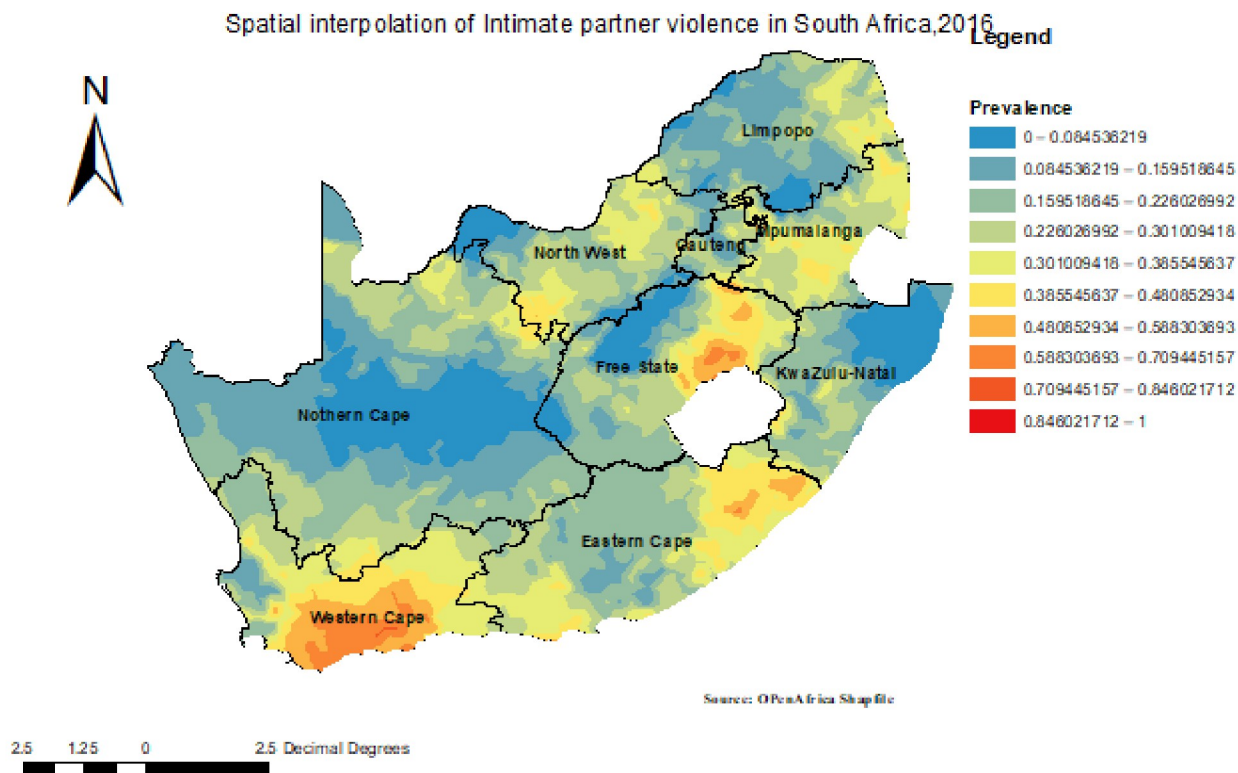 Spatial interpolation of Intimate partner violence in South Africa,2016
Legend
N
Prevalence
0 – 0.084536219
0.084536219 – 0.159518645
0.159518645 – 0.226026992
0.226026992 – 0.301009418
0.301009418 – 0.385545637
0.385545637 – 0.480852934
0.480852934 – 0.588303693
0.588303693 – 0.709445157
0.709445157 – 0.846021712
0.846021712 – 1
Limpopo
North West
Gauteng
Mpumalanga
Free State
KwaZulu-Natal
Nothern Cape
Eastern Cape
Western Cape
Source: OPenAfrica Shapfile
2.5 1.25 0 2.5 Decimal Degrees